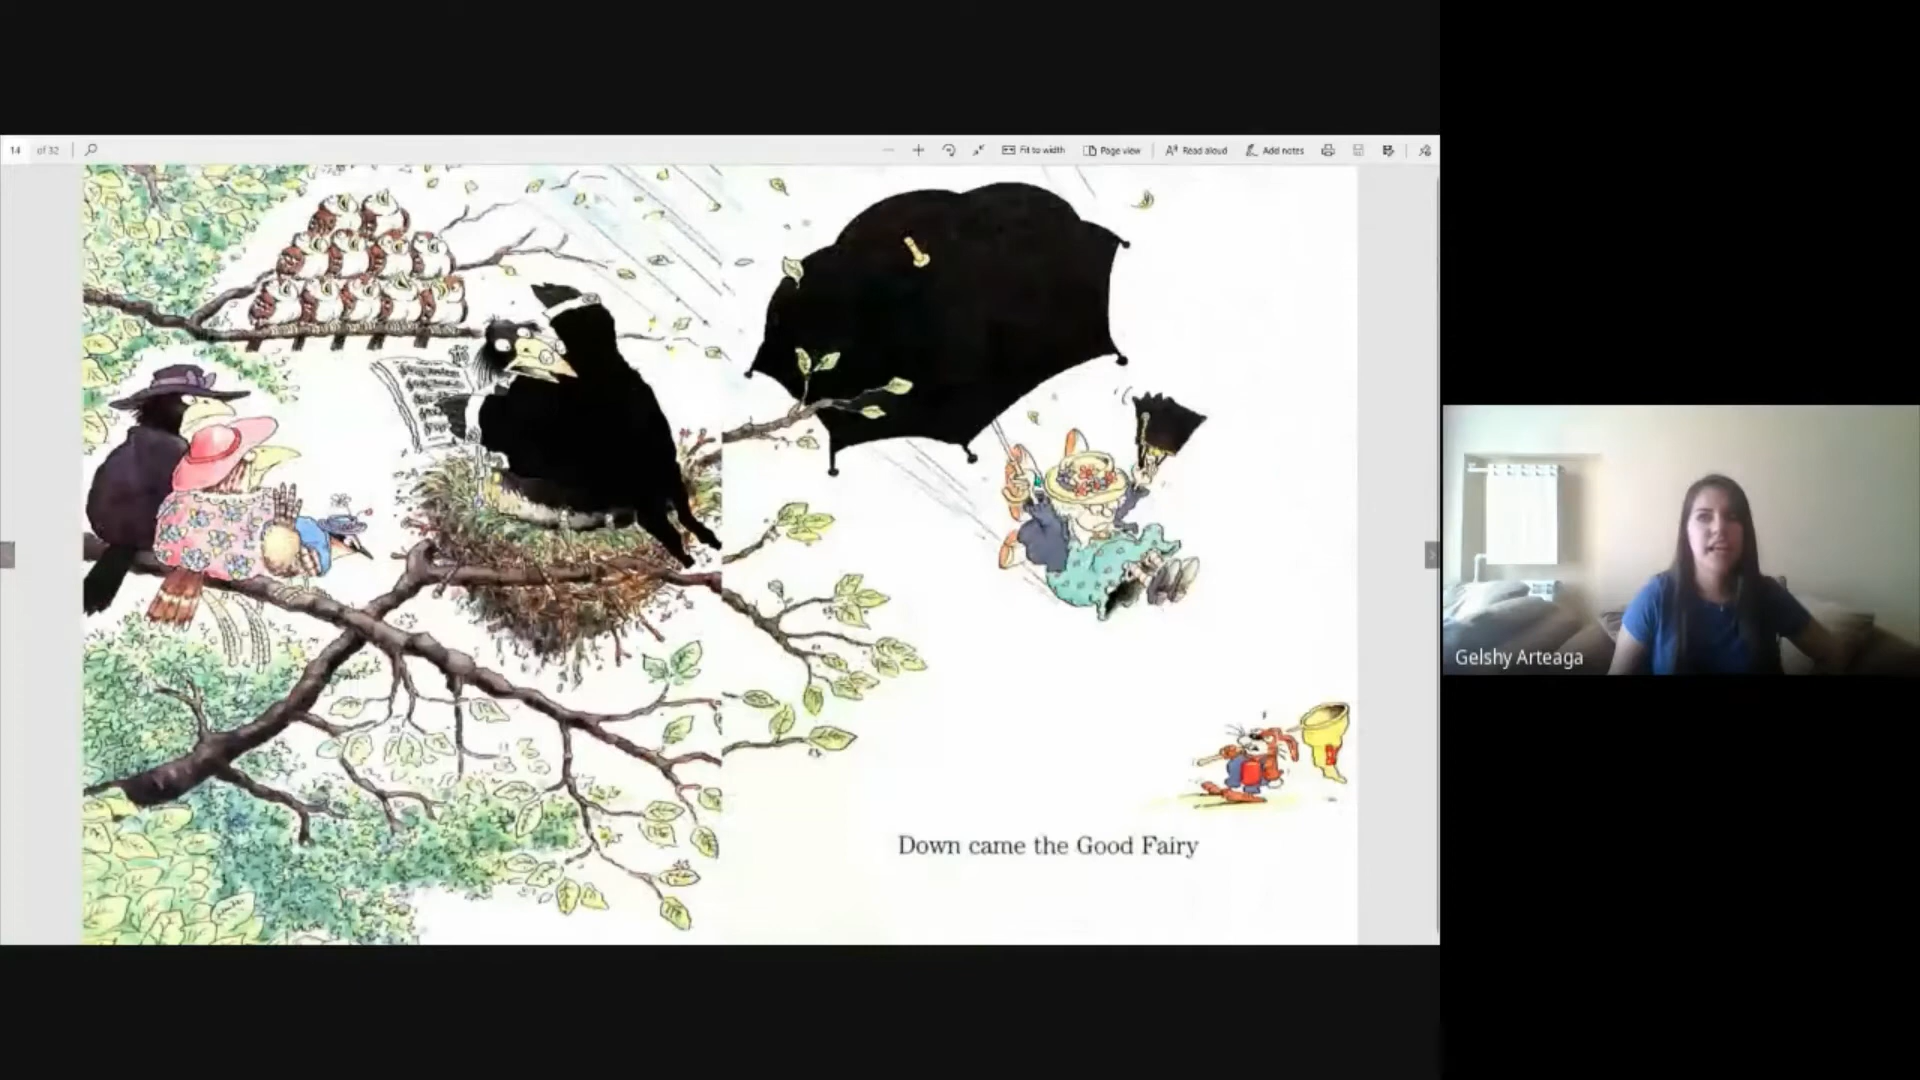 14 of 32
Fit to width
Page view
Read aloud
Add notes
Down came the Good Fairy
Gelshy Arteaga